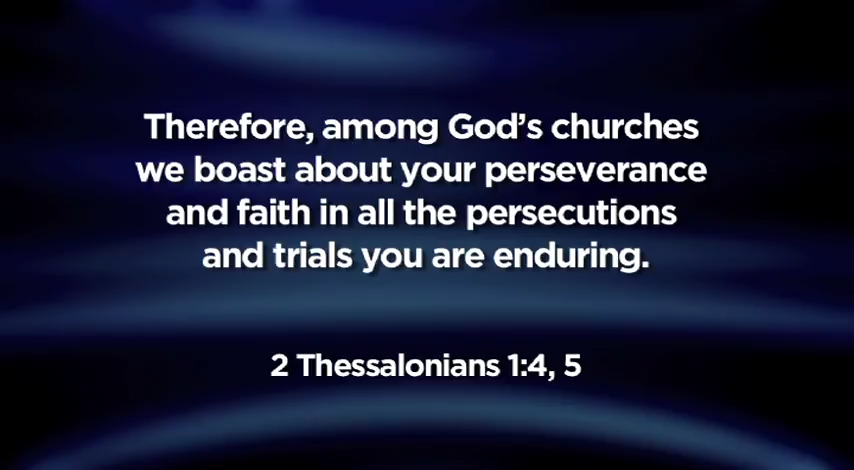 Therefore, among God's churches
we boast about your perseverance
and faith in all the persecutions
and trials you are enduring.
2 Thessalonians 1:4, 5